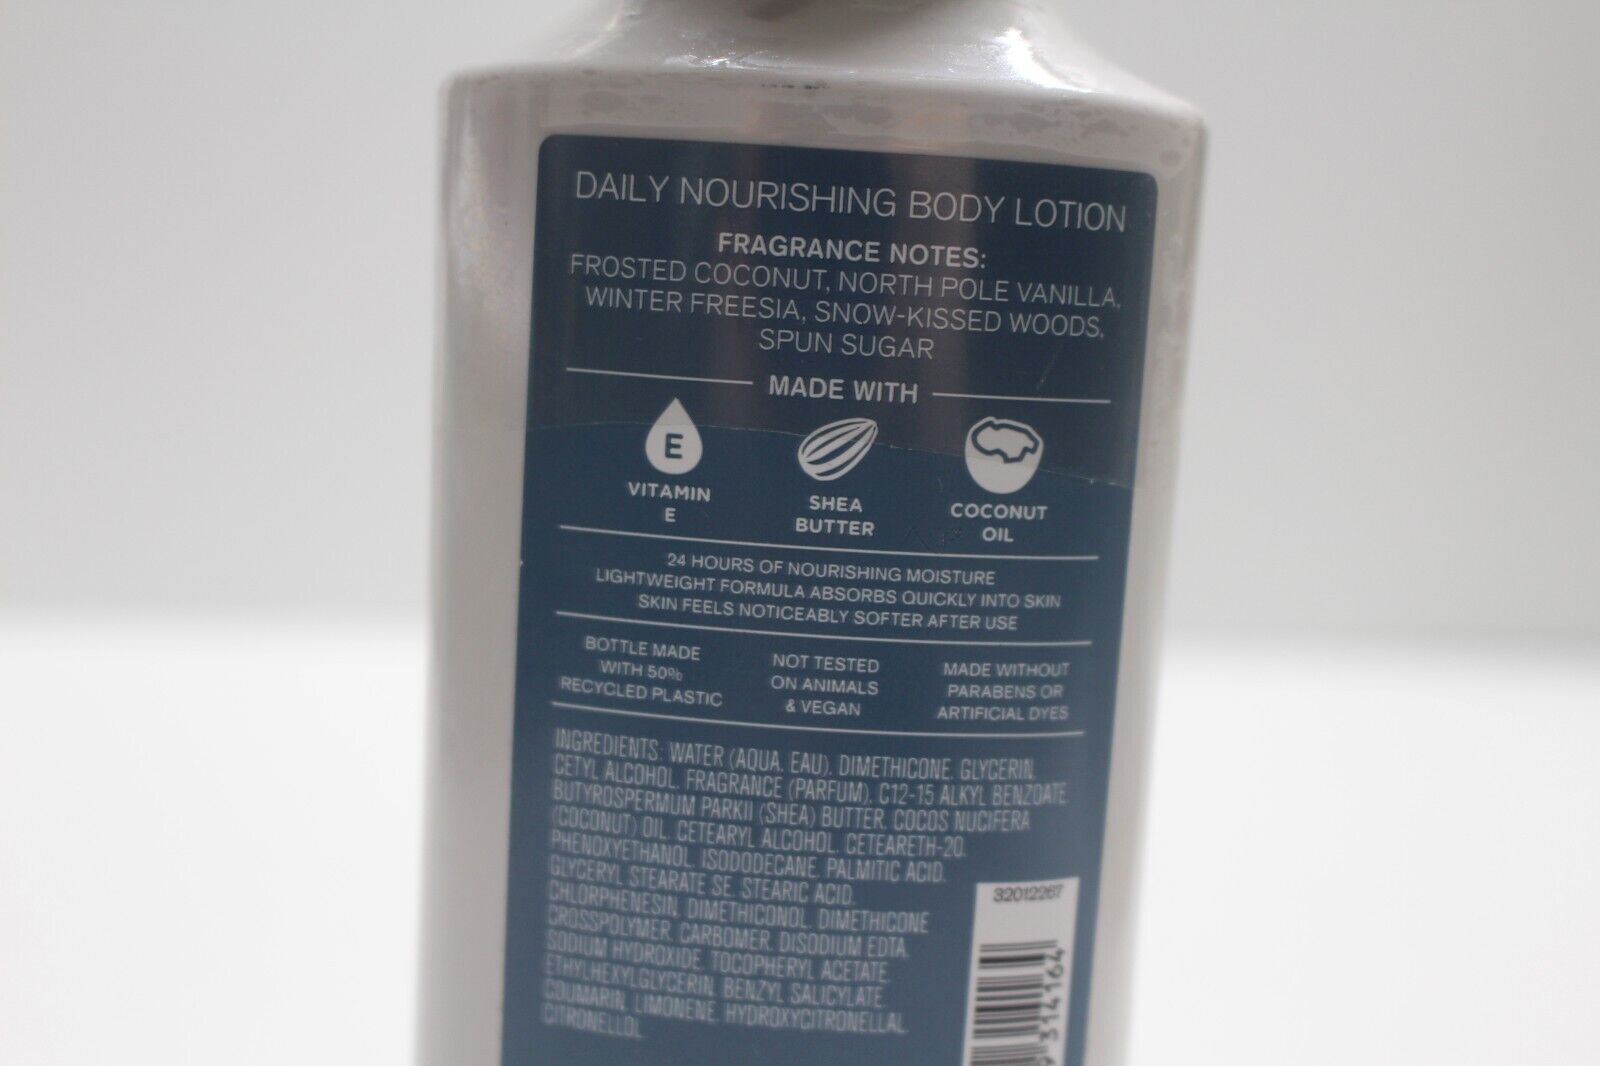 DAILY NOURISHING BODY LOTION
FRAGRANCE NOTES:
FROSTED COCONUT, NORTH POLE VANILLA,
WINTER FREESIA, SNOW-KISSED WOODS,
SPUN SUGAR
MADE WITH
E
VITAMIN
E
SHEA
BUTTER
COCONUT
OIL
24 HOURS OF NOURISHING MOISTURE
LIGHTWEIGHT FORMULA ABSORBS QUICKLY INTO SKIN
SKIN FEELS NOTICEABLY SOFTER AFTER USE
BOTTLE MADE
WITH 50%
RECYCLED PLASTIC
NOT TESTED
ON ANIMALS
& VEGAN
MADE WITHOUT
PARABENS OR
ARTIFICIAL DYES
INGREDIENTS: WATER (AQUA, EAU), DIMETHICONE, GLYCERIN,
CETYL ALCOHOL, FRAGRANCE (PARFUM), C12-15 ALKYL BENZOATE,
BUTYROSPERMUM PARKII (SHEA) BUTTER, COCOS NUCIFERA
(COCONUT) OIL, CETEARYL ALCOHOL, CETEARETH-20,
PHENOXYETHANOL, ISODODECANE, PALMITIC ACID,
GLYCERYL STEARATE SE, STEARIC ACID,
CHLORPHENESIN, DIMETHICONOL, DIMETHICONE
CROSSPOLYMER, CARBOMER, DISODIUM EDTA,
SODIUM HYDROXIDE, TOCOPHERYL ACETATE,
ETHYLHEXYLGLYCERIN, BENZYL SALICYLATE,
COUMARIN, LIMONENE, HYDROXYCITRONELLAL,
CITRONELLOL
32012267
314164